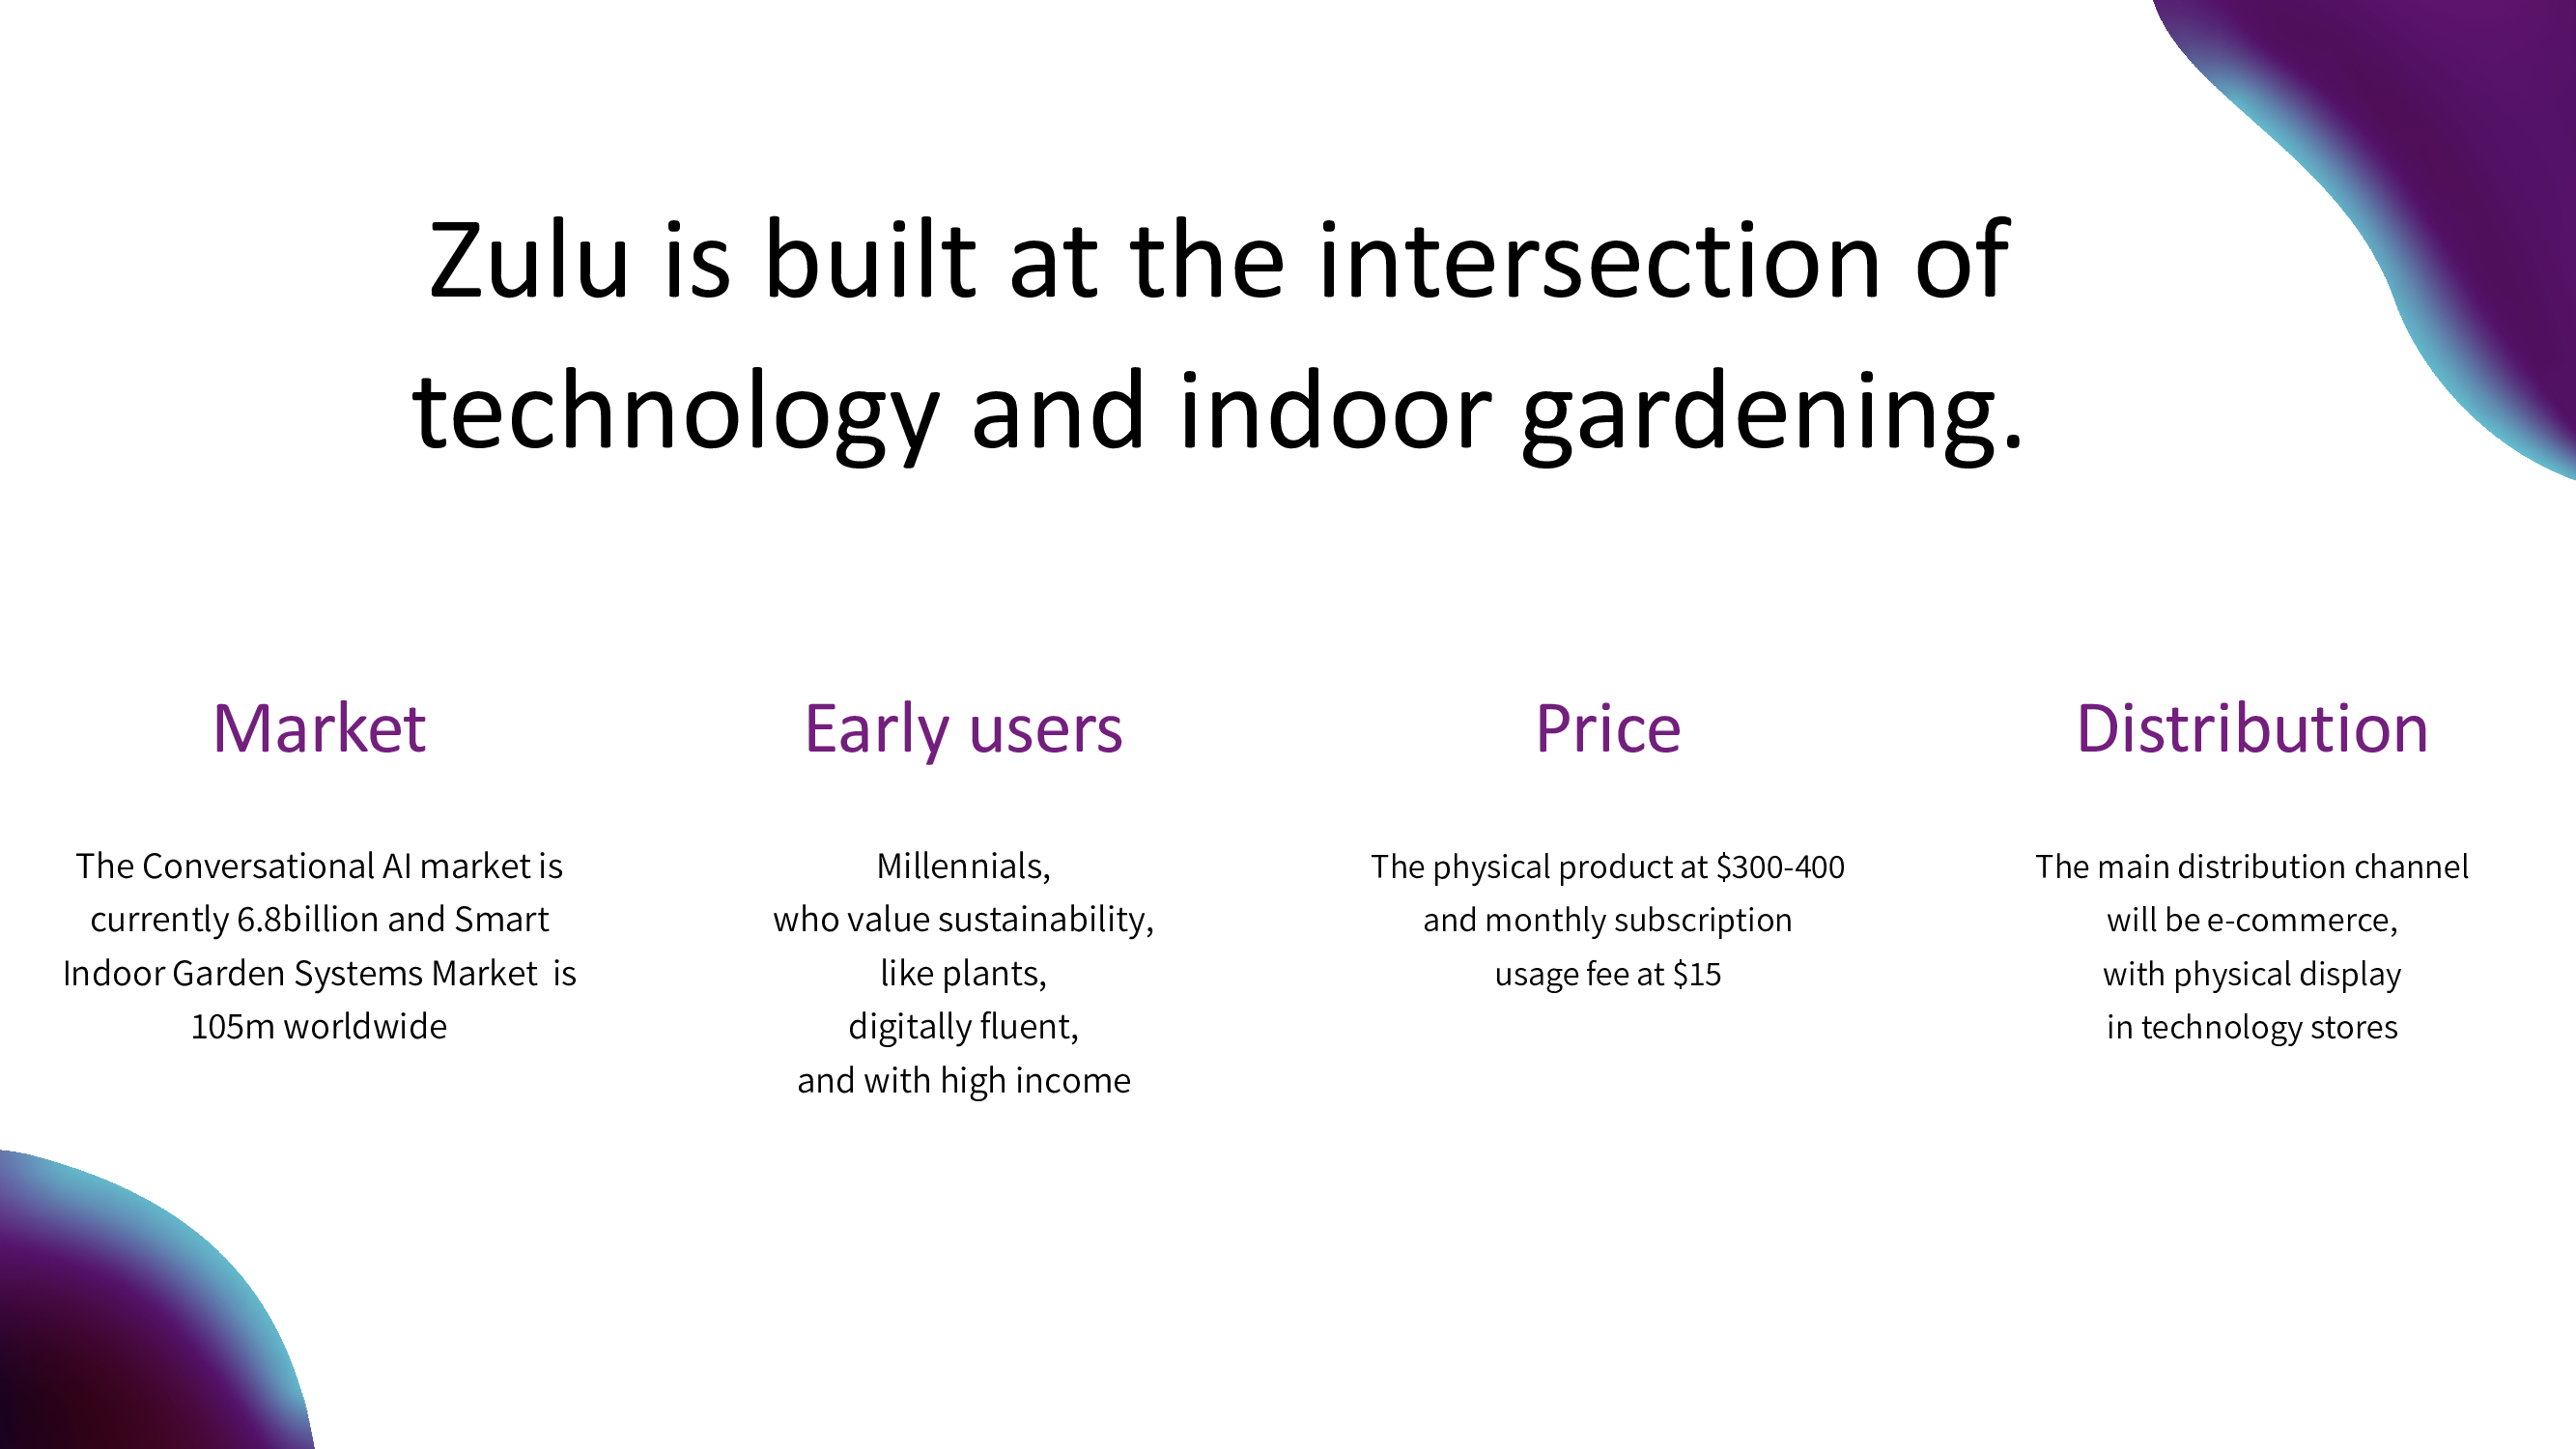 Zulu is built at the intersection of
technology and indoor gardening.
Market
The Conversational AI market is
currently 6.8billion and Smart
Indoor Garden Systems Market  is
105m worldwide
Early users
Millennials,
who value sustainability,
like plants,
digitally fluent,
and with high income
Price
The physical product at $300-400
and monthly subscription
usage fee at $15
Distribution
The main distribution channel
will be e-commerce,
with physical display
in technology stores